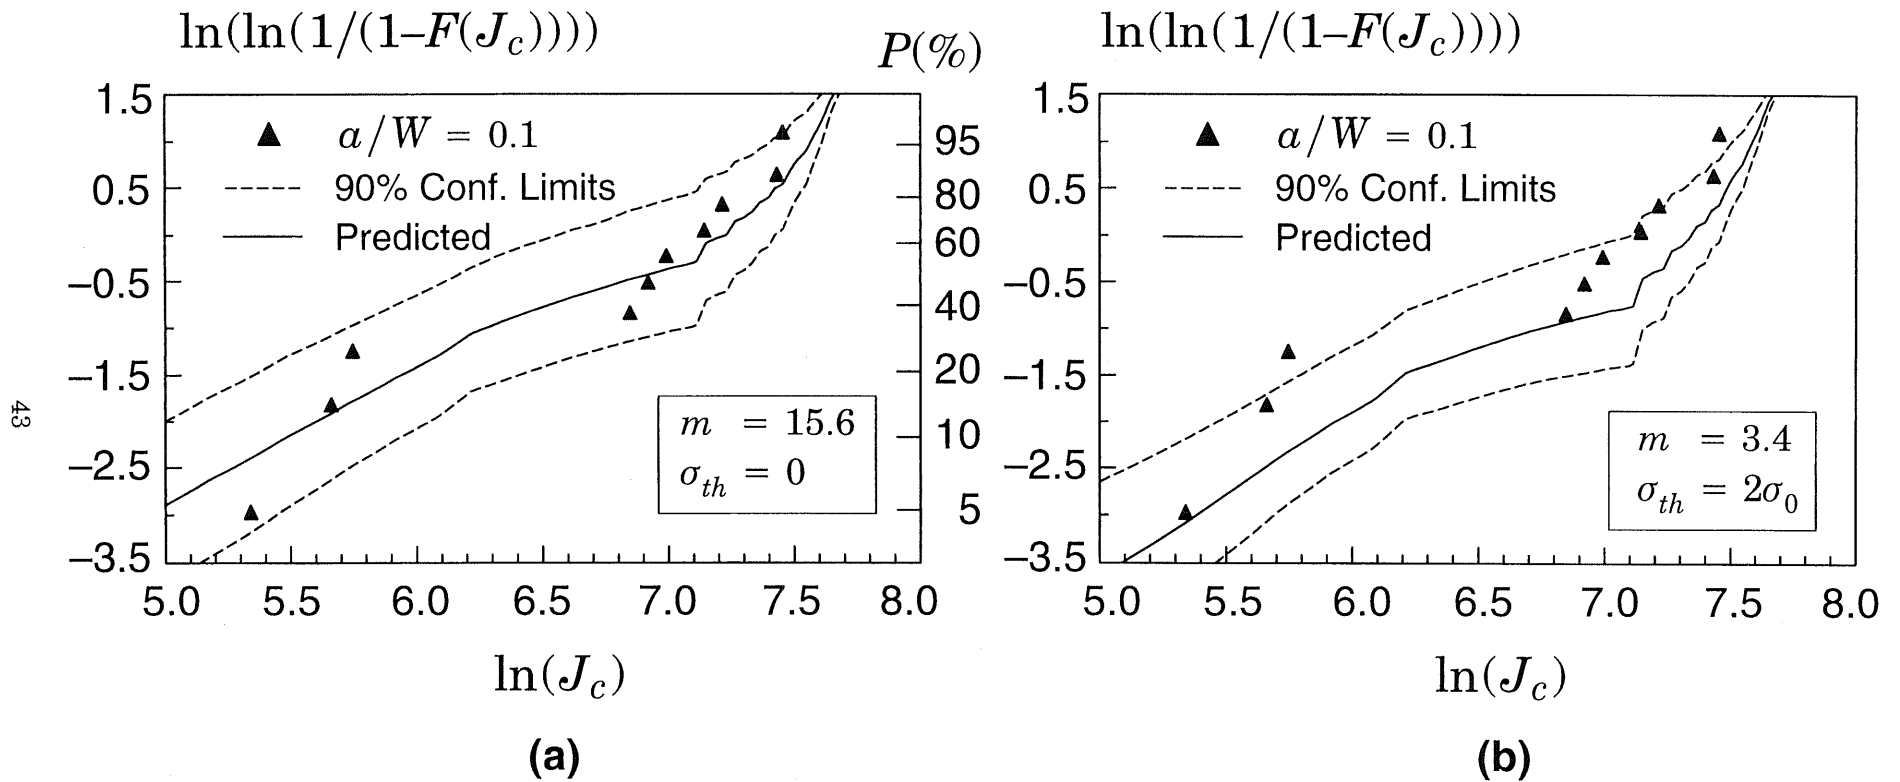 ln(ln(1/(1–F(J_c))))
P(%)
1.5
0.5
–0.5
–1.5
–2.5
–3.5
a/W = 0.1
90% Conf. Limits
Predicted
95
80
60
40
20
10
5
m = 15.6
σ_th = 0
5.0 5.5 6.0 6.5 7.0 7.5 8.0
ln(J_c)
(a)
ln(ln(1/(1–F(J_c))))
1.5
0.5
–0.5
–1.5
–2.5
–3.5
a/W = 0.1
90% Conf. Limits
Predicted
m = 3.4
σ_th = 2σ_0
5.0 5.5 6.0 6.5 7.0 7.5 8.0
ln(J_c)
(b)
43